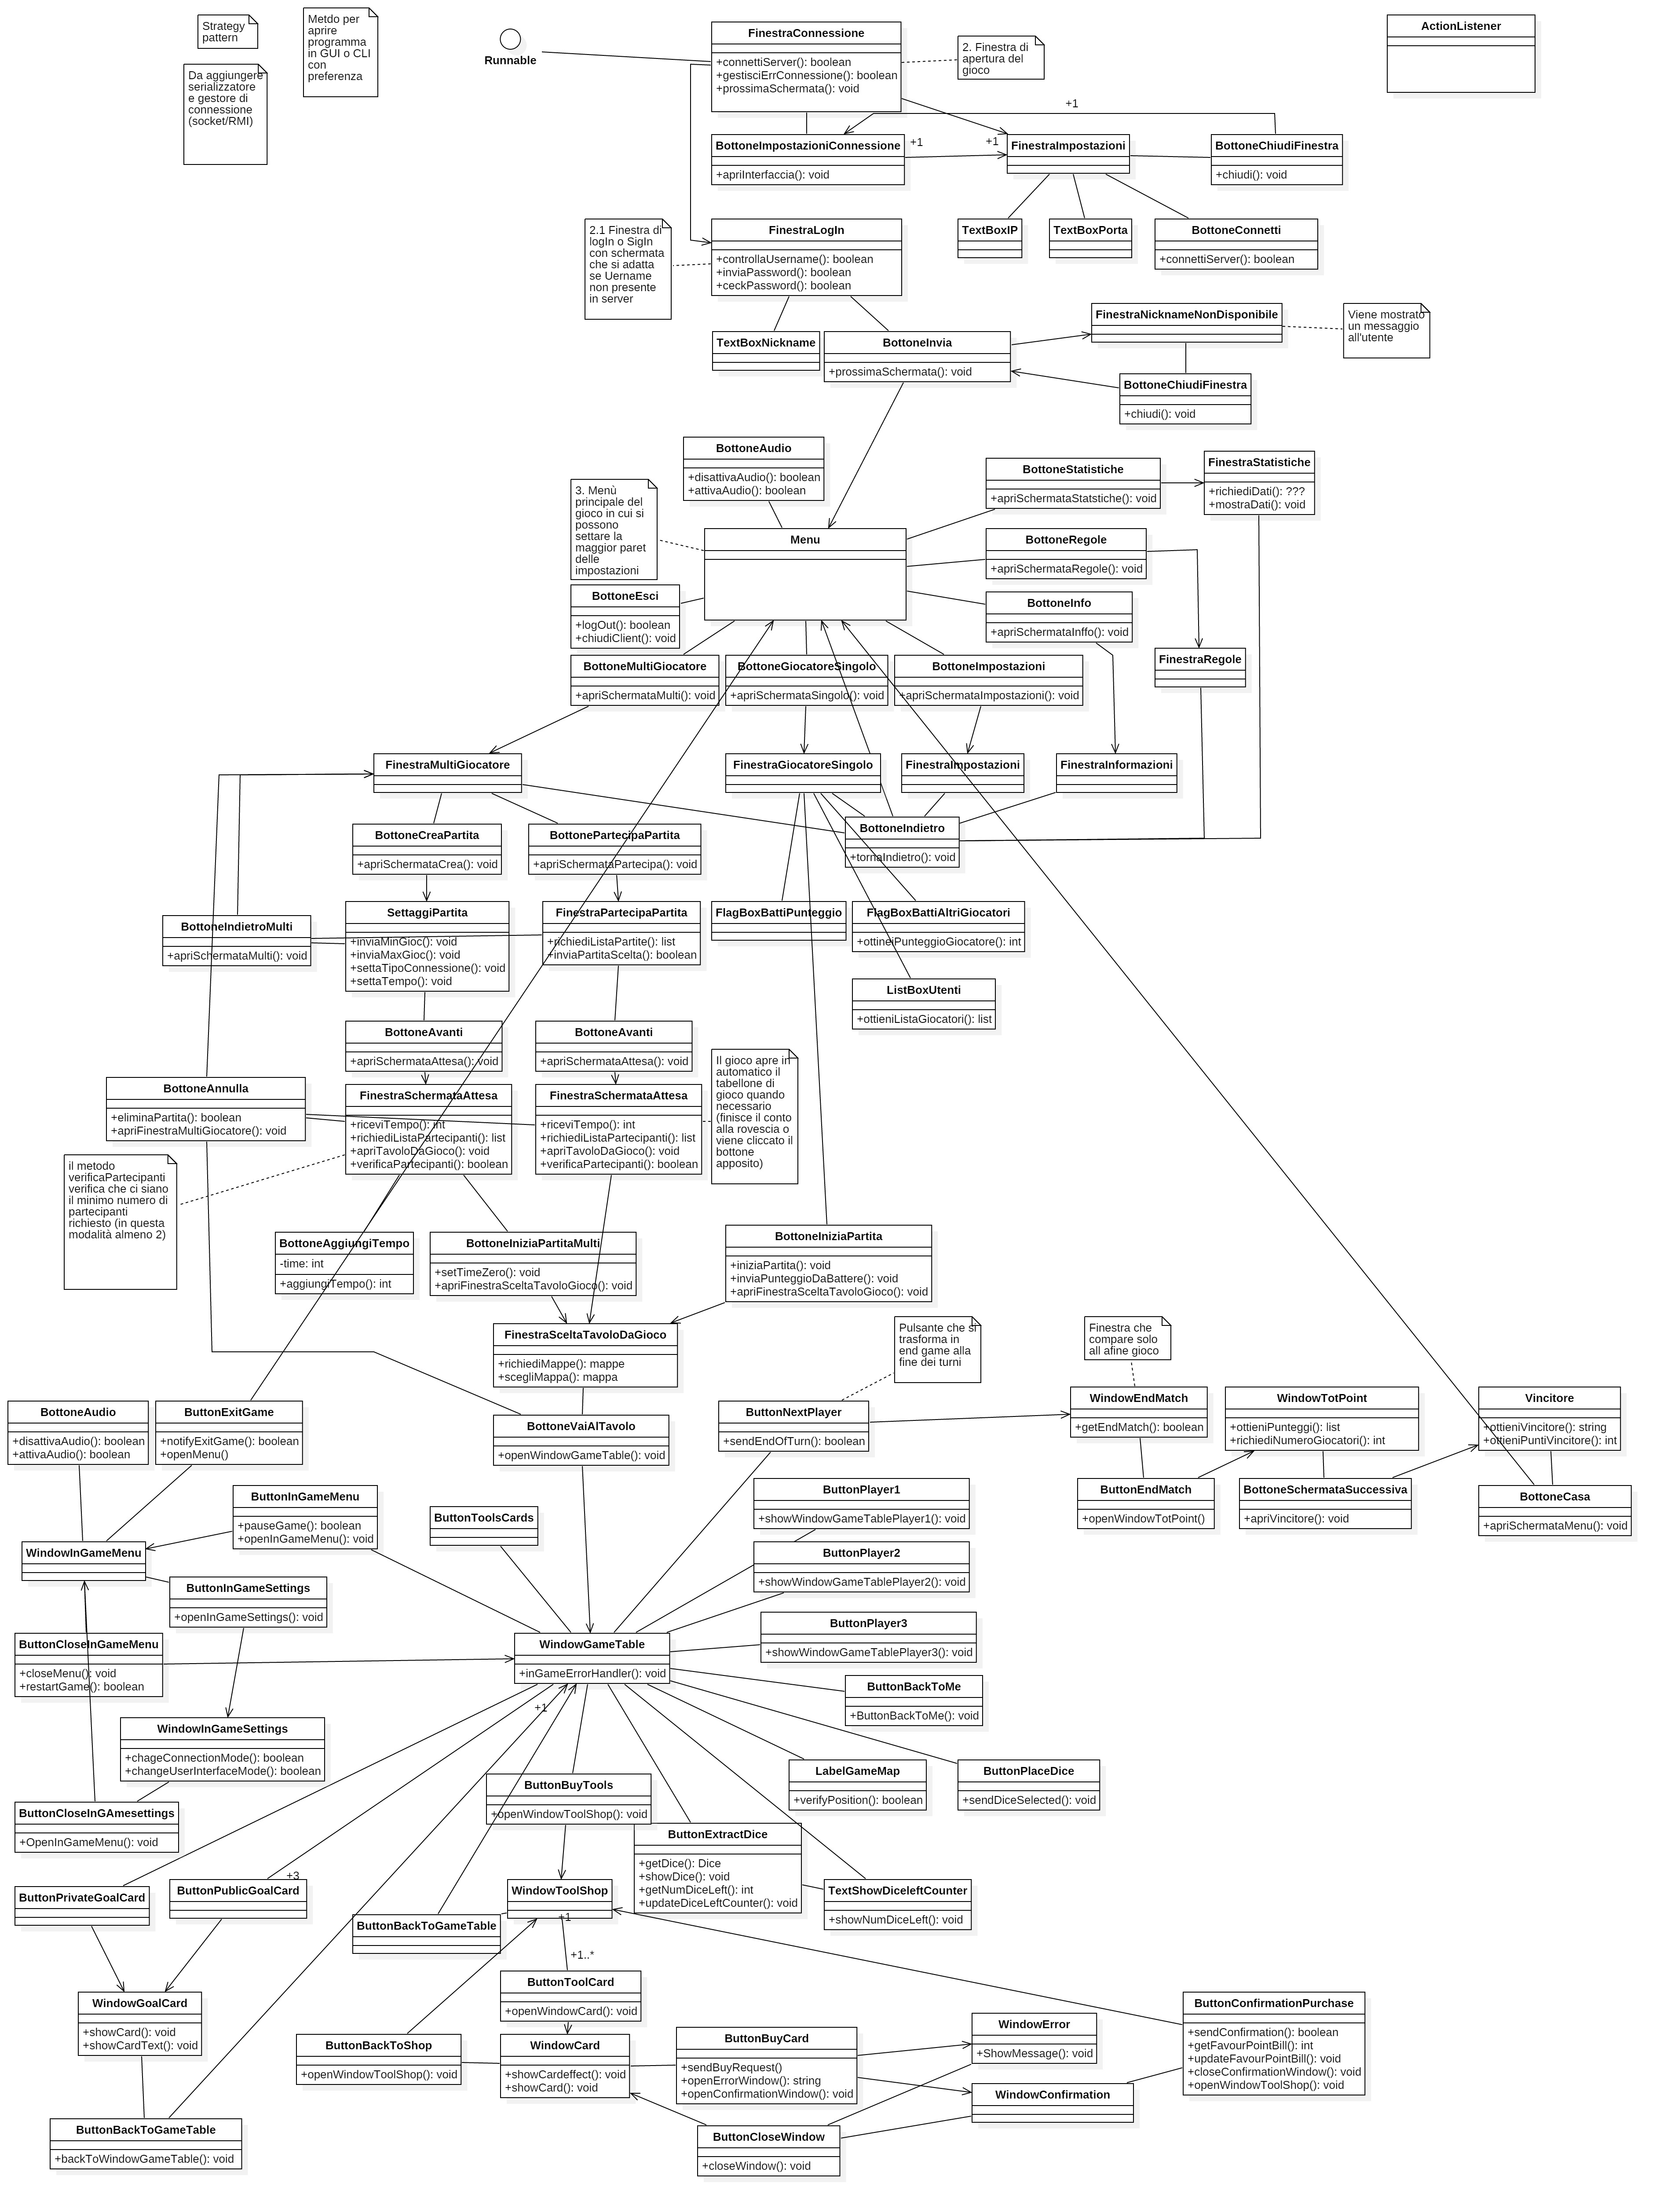 Strategy
pattern
Metdo per
aprire
programma
in GUI o CLI
con
preferenza
Da aggiungere
serializzatore
e gestore di
connessione
(socket/RMI)
Runnable
FinestraConnessione
+connettiServer(): boolean
+gestisciErrConnessione(): boolean
+prossimaSchermata(): void
2. Finestra di
apertura del
gioco
ActionListener
+1
BottoneImpostazioniConnessione
+apriInterfaccia(): void
+1
+1
FinestraImpostazioni
BottoneChiudiFinestra
+chiudi(): void
2.1 Finestra di
logIn o SigIn
con schermata
che si adatta
se Uername
non presente
in server
FinestraLogIn
+controllaUsername(): boolean
+inviaPassword(): boolean
+ceckPassword(): boolean
TextBoxIP
TextBoxPorta
BottoneConnetti
+connettiServer(): boolean
TextBoxNickname
BottoneInvia
+prossimaSchermata(): void
FinestraNicknameNonDisponibile
Viene mostrato
un messaggio
all'utente
BottoneChiudiFinestra
+chiudi(): void
BottoneAudio
+disattivaAudio(): boolean
+attivaAudio(): boolean
BottoneStatistiche
+apriSchermataStatstiche(): void
FinestraStatistiche
+richiediDati(): ???
+mostraDati(): void
3. Menù
principale del
gioco in cui si
possono
settare la
maggior paret
delle
impostazioni
Menu
BottoneRegole
+apriSchermataRegole(): void
BottoneEsci
+logOut(): boolean
+chiudiClient(): void
BottoneInfo
+apriSchermataInffo(): void
FinestraRegole
BottoneMultiGiocatore
+apriSchermataMulti(): void
BottoneGiocatoreSingolo
+apriSchermataSingolo(): void
BottoneImpostazioni
+apriSchermataImpostazioni(): void
FinestraMultiGiocatore
FinestraGiocatoreSingolo
FinestraImpostazioni
FinestraInformazioni
BottoneCreaPartita
+apriSchermataCrea(): void
BottonePartecipaPartita
+apriSchermataPartecipa(): void
BottoneIndietro
+tornaIndietro(): void
BottoneIndietroMulti
+apriSchermataMulti(): void
SettaggiPartita
+inviaMinGioc(): void
+inviaMaxGioc(): void
+settaTipoConnessione(): void
+settaTempo(): void
FinestraPartecipaPartita
+richiediListaPartite(): list
+inviaPartitaScelta(): boolean
FlagBoxBattiPunteggio
FlagBoxBattiAltriGiocatori
+ottineiPunteggioGiocatore(): int
ListBoxUtenti
+ottieniListaGiocatori(): list
BottoneAvanti
+apriSchermataAttesa(): void
BottoneAvanti
+apriSchermataAttesa(): void
BottoneAnnulla
+eliminaPartita(): boolean
+apriFinestraMultiGiocatore(): void
FinestraSchermataAttesa
+riceviTempo(): int
+richiediListaPartecipanti(): list
+apriTavoloDaGioco(): void
+verificaPartecipanti(): boolean
FinestraSchermataAttesa
+riceviTempo(): int
+richiediListaPartecipanti(): list
+apriTavoloDaGioco(): void
+verificaPartecipanti(): boolean
Il gioco apre in
automatico il
tabellone di
gioco quando
necessario
(finisce il conto
alla rovescia o
viene cliccato il
bottone
apposito)
il metodo
verificaPartecipanti
verifica che ci siano
il minimo numero di
partecipanti
richiesto (in questa
modalità almeno 2)
BottoneAggiungiTempo
-time: int
+aggiungiTempo(): int
BottoneIniziaPartitaMulti
+setTimeZero(): void
+apriFinestraSceltaTavoloGioco(): void
BottoneIniziaPartita
+iniziaPartita(): void
+inviaPunteggioDaBattere(): void
+apriFinestraSceltaTavoloGioco(): void
FinestraSceltaTavoloDaGioco
+richiediMappe(): mappe
+scegliMappa(): mappa
Pulsante che si
trasforma in
end game alla
fine dei turni
Finestra che
compare solo
all afine gioco
BottoneAudio
+disattivaAudio(): boolean
+attivaAudio(): boolean
ButtonExitGame
+notifyExitGame(): boolean
+openMenu()
BottoneVaiAlTavolo
+openWindowGameTable(): void
ButtonNextPlayer
+sendEndOfTurn(): boolean
WindowEndMatch
+getEndMatch(): boolean
WindowTotPoint
+ottieniPunteggi(): list
+richiediNumeroGiocatori(): int
Vincitore
+ottieniVincitore(): string
+ottieniPuntiVincitore(): int
ButtonInGameMenu
+pauseGame(): boolean
+openInGameMenu(): void
ButtonToolsCards
ButtonPlayer1
+showWindowGameTablePlayer1(): void
ButtonEndMatch
+openWindowTotPoint()
BottoneSchermataSuccessiva
+apriVincitore(): void
BottoneCasa
+apriSchermataMenu(): void
WindowInGameMenu
ButtonPlayer2
+showWindowGameTablePlayer2(): void
ButtonInGameSettings
+openInGameSettings(): void
ButtonPlayer3
+showWindowGameTablePlayer3(): void
ButtonCloseInGameMenu
+closeMenu(): void
+restartGame(): boolean
WindowGameTable
+inGameErrorHandler(): void
ButtonBackToMe
+ButtonBackToMe(): void
+1
WindowInGameSettings
+chageConnectionMode(): boolean
+changeUserInterfaceMode(): boolean
LabelGameMap
+verifyPosition(): boolean
ButtonPlaceDice
+sendDiceSelected(): void
ButtonBuyTools
+openWindowToolShop(): void
ButtonCloseInGAmesettings
+OpenInGameMenu(): void
ButtonExtractDice
+getDice(): Dice
+showDice(): void
+getNumDiceLeft(): int
+updateDiceLeftCounter(): void
+3
ButtonPrivateGoalCard
ButtonPublicGoalCard
WindowToolShop
TextShowDiceleftCounter
+showNumDiceLeft(): void
ButtonBackToGameTable
+1
+1..*
ButtonToolCard
+openWindowCard(): void
WindowGoalCard
+showCard(): void
+showCardText(): void
ButtonConfirmationPurchase
+sendConfirmation(): boolean
+getFavourPointBill(): int
+updateFavourPointBill(): void
+closeConfirmationWindow(): void
+openWindowToolShop(): void
ButtonBackToShop
+openWindowToolShop(): void
WindowCard
+showCardeffect(): void
+showCard(): void
ButtonBuyCard
+sendBuyRequest()
+openErrorWindow(): string
+openConfirmationWindow(): void
WindowError
+ShowMessage(): void
WindowConfirmation
ButtonBackToGameTable
+backToWindowGameTable(): void
ButtonCloseWindow
+closeWindow(): void